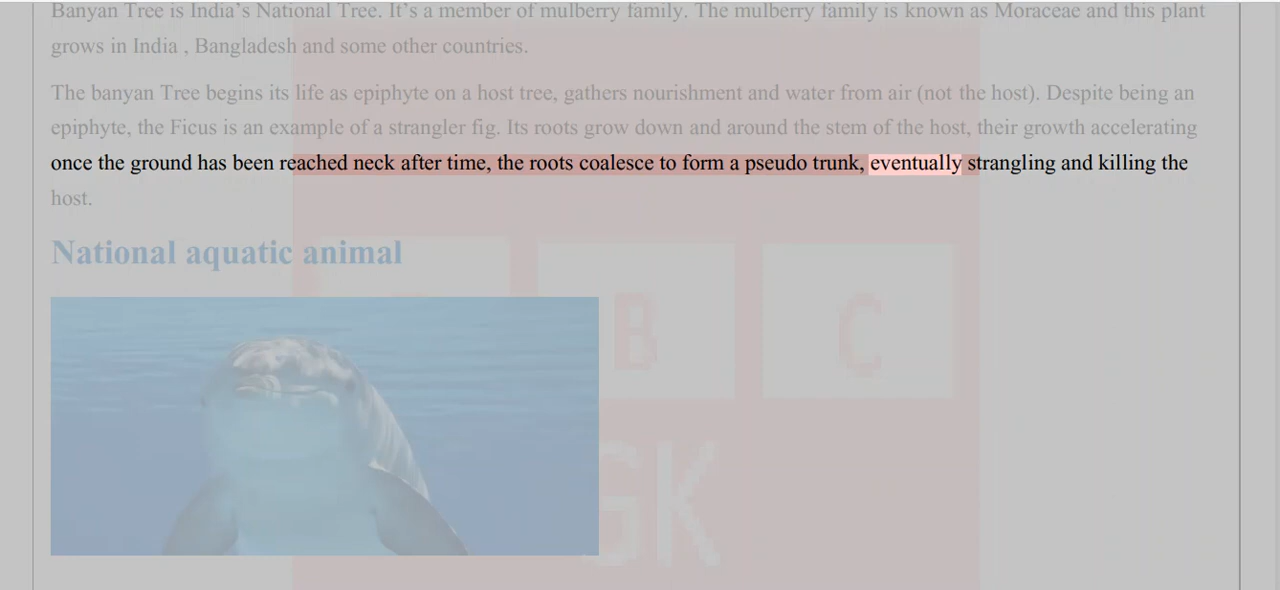 Banyan Tree is India’s National Tree. It’s a member of mulberry family. The mulberry family is known as Moraceae and this plant
grows in India , Bangladesh and some other countries.
The banyan Tree begins its life as epiphyte on a host tree, gathers nourishment and water from air (not the host). Despite being an
epiphyte, the Ficus is an example of a strangler fig. Its roots grow down and around the stem of the host, their growth accelerating
once the ground has been reached neck after time, the roots coalesce to form a pseudo trunk, eventually strangling and killing the
host.
National aquatic animal
B C
GK